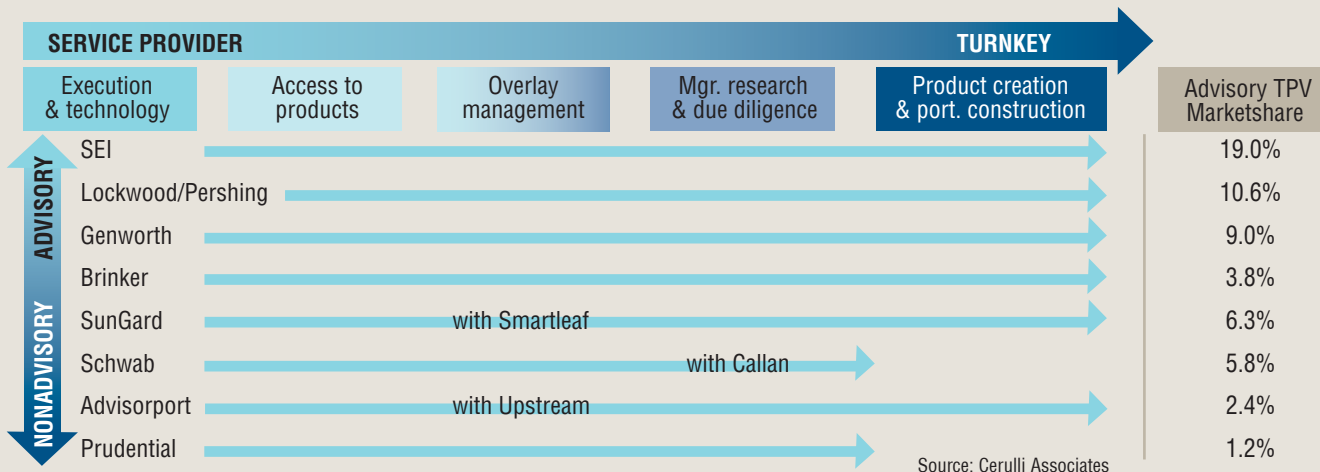 SERVICE PROVIDER TURNKEY
Execution
& technology
Access to
products
Overlay
management
Mgr. research
& due diligence
Product creation
& port. construction
Advisory TPV
Marketshare
ADVISORY
NONADVISORY
SEI 19.0%
Lockwood/Pershing 10.6%
Genworth 9.0%
Brinker 3.8%
SunGard with Smartleaf 6.3%
Schwab with Callan 5.8%
Advisorport with Upstream 2.4%
Prudential 1.2%
Source: Cerulli Associates